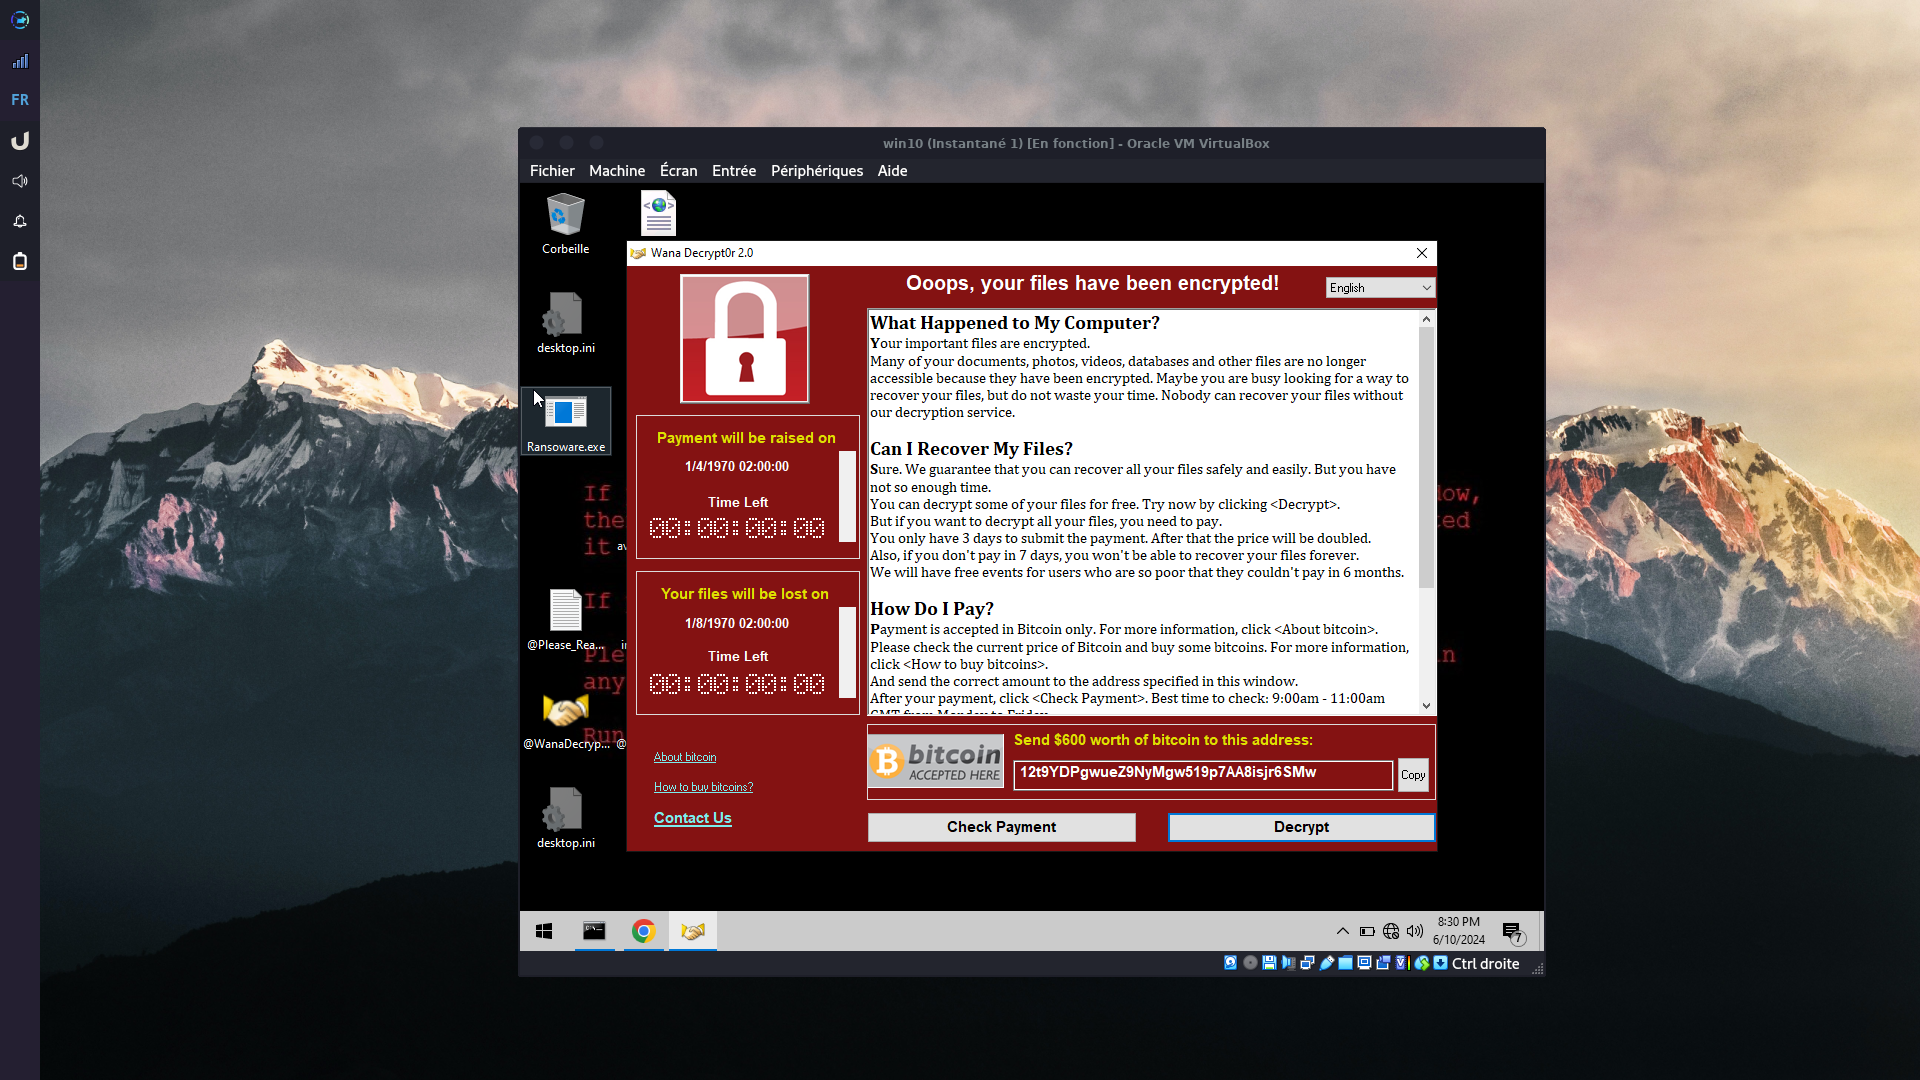 FR
win10 (Instantané 1) [En fonction] - Oracle VM VirtualBox
Fichier Machine Écran Entrée Périphériques Aide
Corbeille
desktop.ini
Ransoware.exe
@Please_Rea...
@WanaDecryp...
desktop.ini
If
the
it
av
If
Ple
any
Run
ow,
ed
in
Wana Decrypt0r 2.0
Ooops, your files have been encrypted!
English
Payment will be raised on
1/4/1970 02:00:00
Time Left
00:00:00:00
Your files will be lost on
1/8/1970 02:00:00
Time Left
00:00:00:00
About bitcoin
How to buy bitcoins?
Contact Us
What Happened to My Computer?
Your important files are encrypted.
Many of your documents, photos, videos, databases and other files are no longer
accessible because they have been encrypted. Maybe you are busy looking for a way to
recover your files, but do not waste your time. Nobody can recover your files without
our decryption service.
Can I Recover My Files?
Sure. We guarantee that you can recover all your files safely and easily. But you have
not so enough time.
You can decrypt some of your files for free. Try now by clicking <Decrypt>.
But if you want to decrypt all your files, you need to pay.
You only have 3 days to submit the payment. After that the price will be doubled.
Also, if you don't pay in 7 days, you won't be able to recover your files forever.
We will have free events for users who are so poor that they couldn't pay in 6 months.
How Do I Pay?
Payment is accepted in Bitcoin only. For more information, click <About bitcoin>.
Please check the current price of Bitcoin and buy some bitcoins. For more information,
click <How to buy bitcoins>.
And send the correct amount to the address specified in this window.
After your payment, click <Check Payment>. Best time to check: 9:00am - 11:00am
GMT from Monday to Friday.
bitcoin
ACCEPTED HERE
Send $600 worth of bitcoin to this address:
12t9YDPgwueZ9NyMgw519p7AA8isjr6SMw
Copy
Check Payment
Decrypt
8:30 PM
6/10/2024
7
Ctrl droite